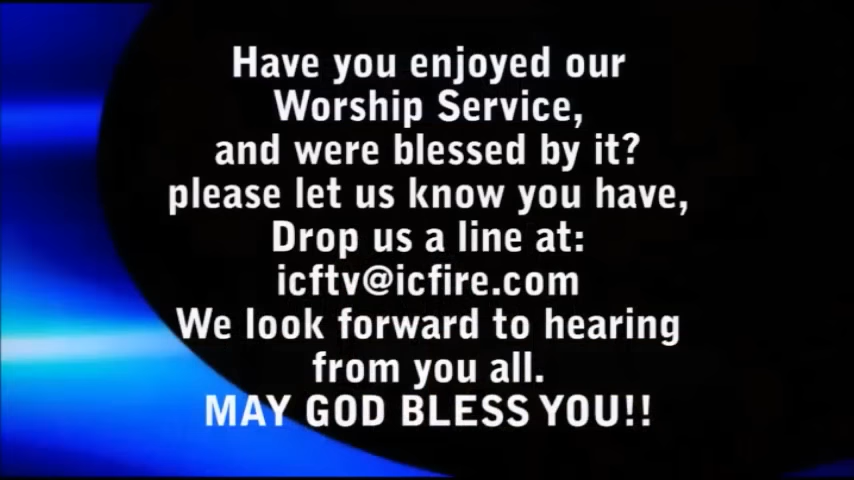 Have you enjoyed our
Worship Service,
and were blessed by it?
please let us know you have,
Drop us a line at:
icftv@icfire.com
We look forward to hearing
from you all.
MAY GOD BLESS YOU!!